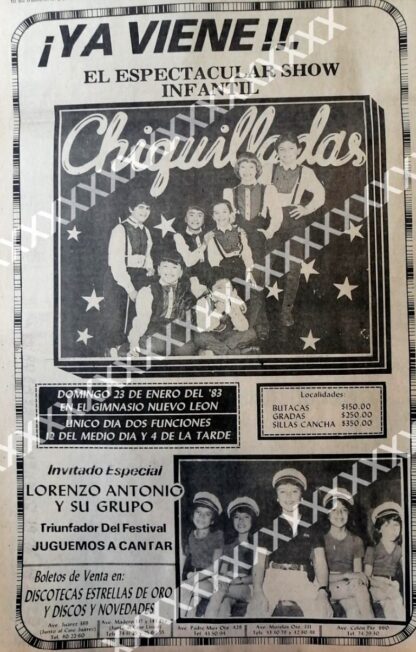 ¡YA VIENE!!.
EL ESPECTACULAR SHOW
INFANTIL
Chiquilladas
DOMINGO 23 DE ENERO DEL '83
EN EL GIMNASIO NUEVO LEON
UNICO DIA DOS FUNCIONES
12 DEL MEDIO DIA Y 4 DE LA TARDE
Localidades:
BUTACAS $150.00
GRADAS $250.00
SILLAS CANCHA $350.00
Invitado Especial
LORENZO ANTONIO
Y SU GRUPO
Triunfador Del Festival
JUGUEMOS A CANTAR
Boletos de Venta en:
DISCOTECAS ESTRELLAS DE ORO
Y DISCOS Y NOVEDADES